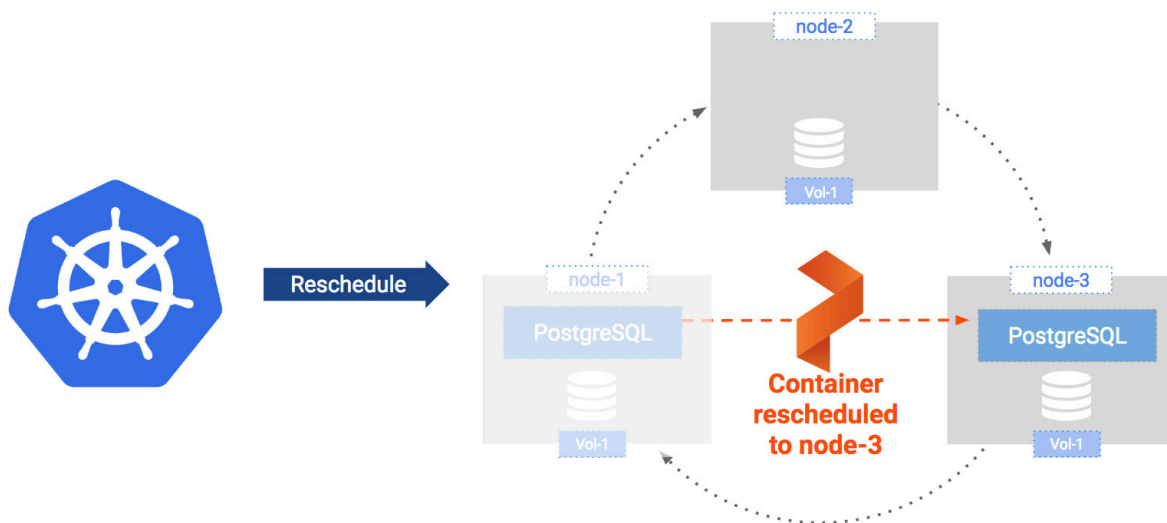 node-2
Vol-1
Reschedule
node-1
PostgreSQL
Vol-1
Container
rescheduled
to node-3
node-3
PostgreSQL
Vol-1